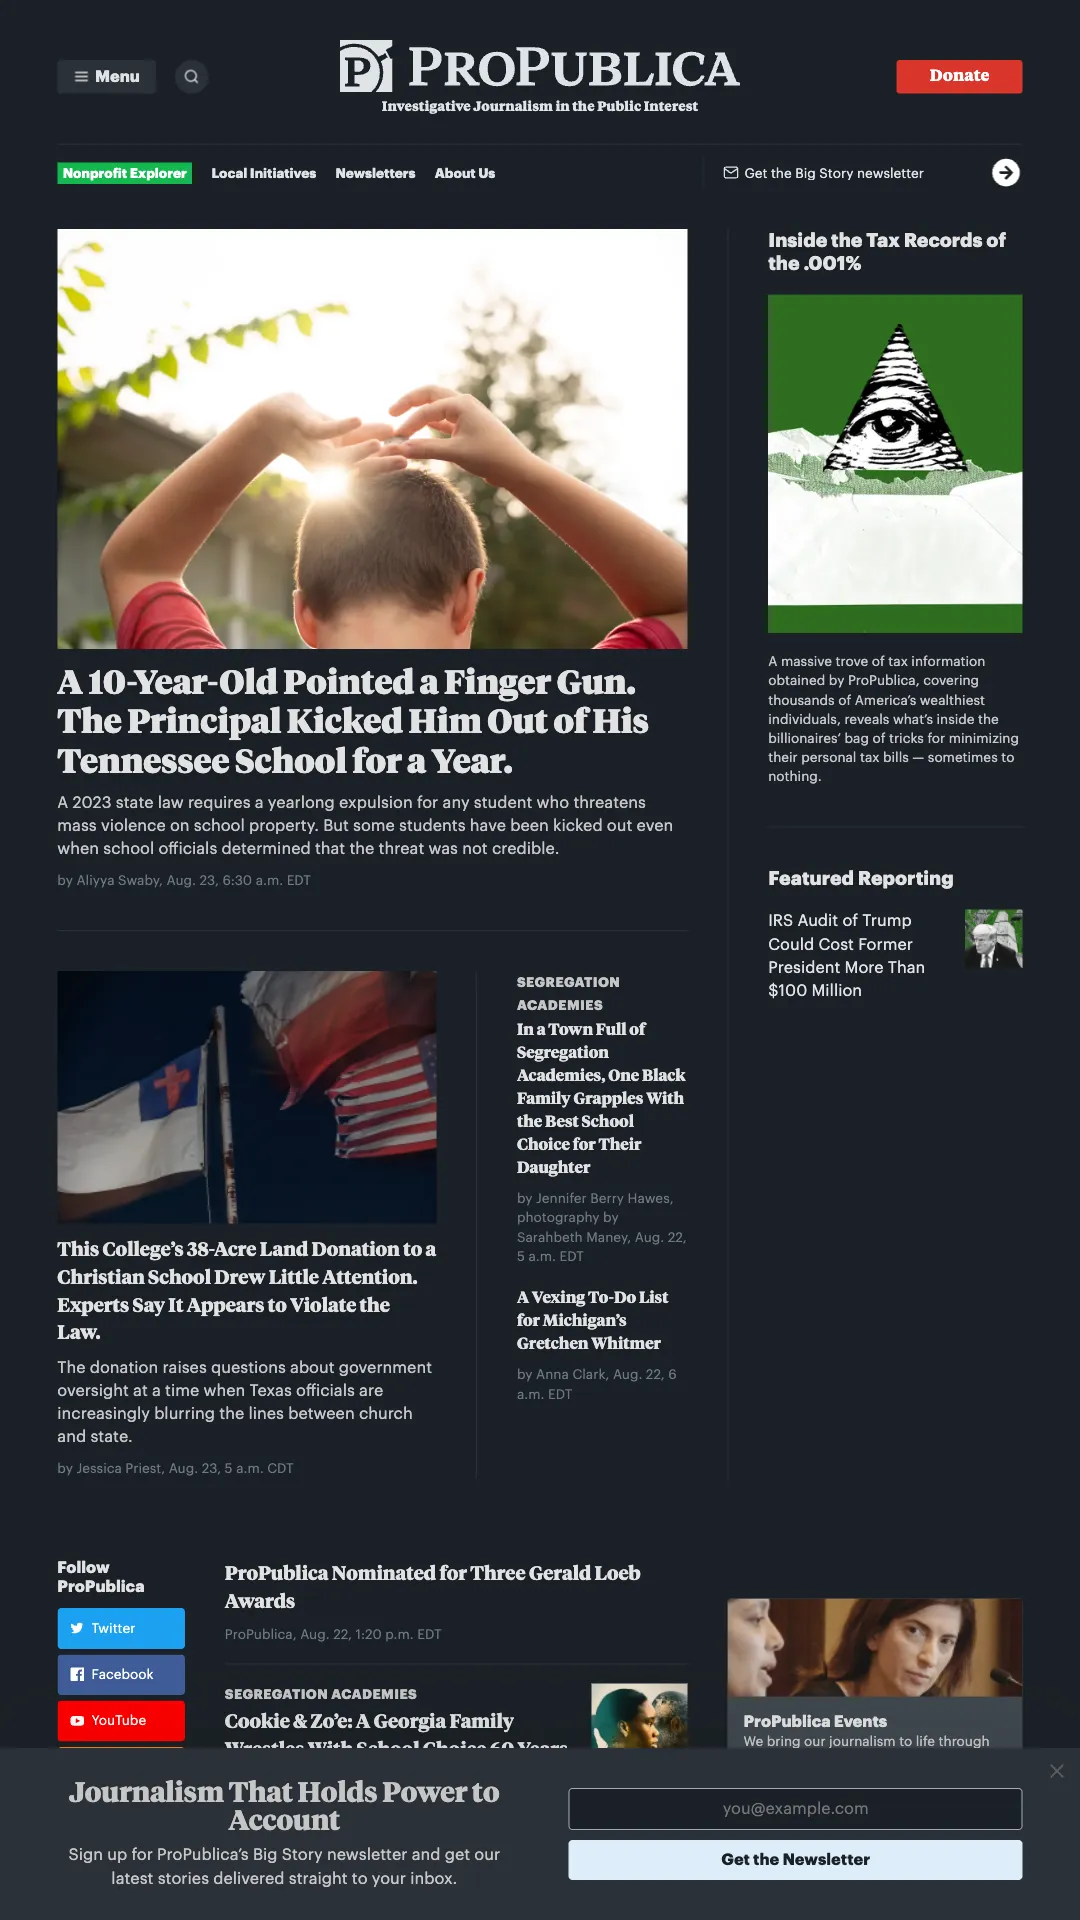 Menu
PROPUBLICA
Investigative Journalism in the Public Interest
Donate
Nonprofit Explorer
Local Initiatives
Newsletters
About Us
Get the Big Story newsletter
A 10-Year-Old Pointed a Finger Gun.
The Principal Kicked Him Out of His
Tennessee School for a Year.
A 2023 state law requires a yearlong expulsion for any student who threatens
mass violence on school property. But some students have been kicked out even
when school officials determined that the threat was not credible.
by Aliyya Swaby, Aug. 23, 6:30 a.m. EDT
This College’s 38-Acre Land Donation to a
Christian School Drew Little Attention.
Experts Say It Appears to Violate the
Law.
The donation raises questions about government
oversight at a time when Texas officials are
increasingly blurring the lines between church
and state.
by Jessica Priest, Aug. 23, 5 a.m. CDT
SEGREGATION
ACADEMIES
In a Town Full of
Segregation
Academies, One Black
Family Grapples With
the Best School
Choice for Their
Daughter
by Jennifer Berry Hawes,
photography by
Sarahbeth Maney, Aug. 22,
5 a.m. EDT
A Vexing To-Do List
for Michigan’s
Gretchen Whitmer
by Anna Clark, Aug. 22, 6
a.m. EDT
Inside the Tax Records of
the .001%
A massive trove of tax information
obtained by ProPublica, covering
thousands of America’s wealthiest
individuals, reveals what’s inside the
billionaires’ bag of tricks for minimizing
their personal tax bills — sometimes to
nothing.
Featured Reporting
IRS Audit of Trump
Could Cost Former
President More Than
$100 Million
Follow
ProPublica
Twitter
Facebook
YouTube
ProPublica Nominated for Three Gerald Loeb
Awards
ProPublica, Aug. 22, 1:20 p.m. EDT
SEGREGATION ACADEMIES
Cookie & Zo’e: A Georgia Family
Wrestles With School Choice 60 Years
ProPublica Events
We bring our journalism to life through
Journalism That Holds Power to
Account
Sign up for ProPublica’s Big Story newsletter and get our
latest stories delivered straight to your inbox.
you@example.com
Get the Newsletter